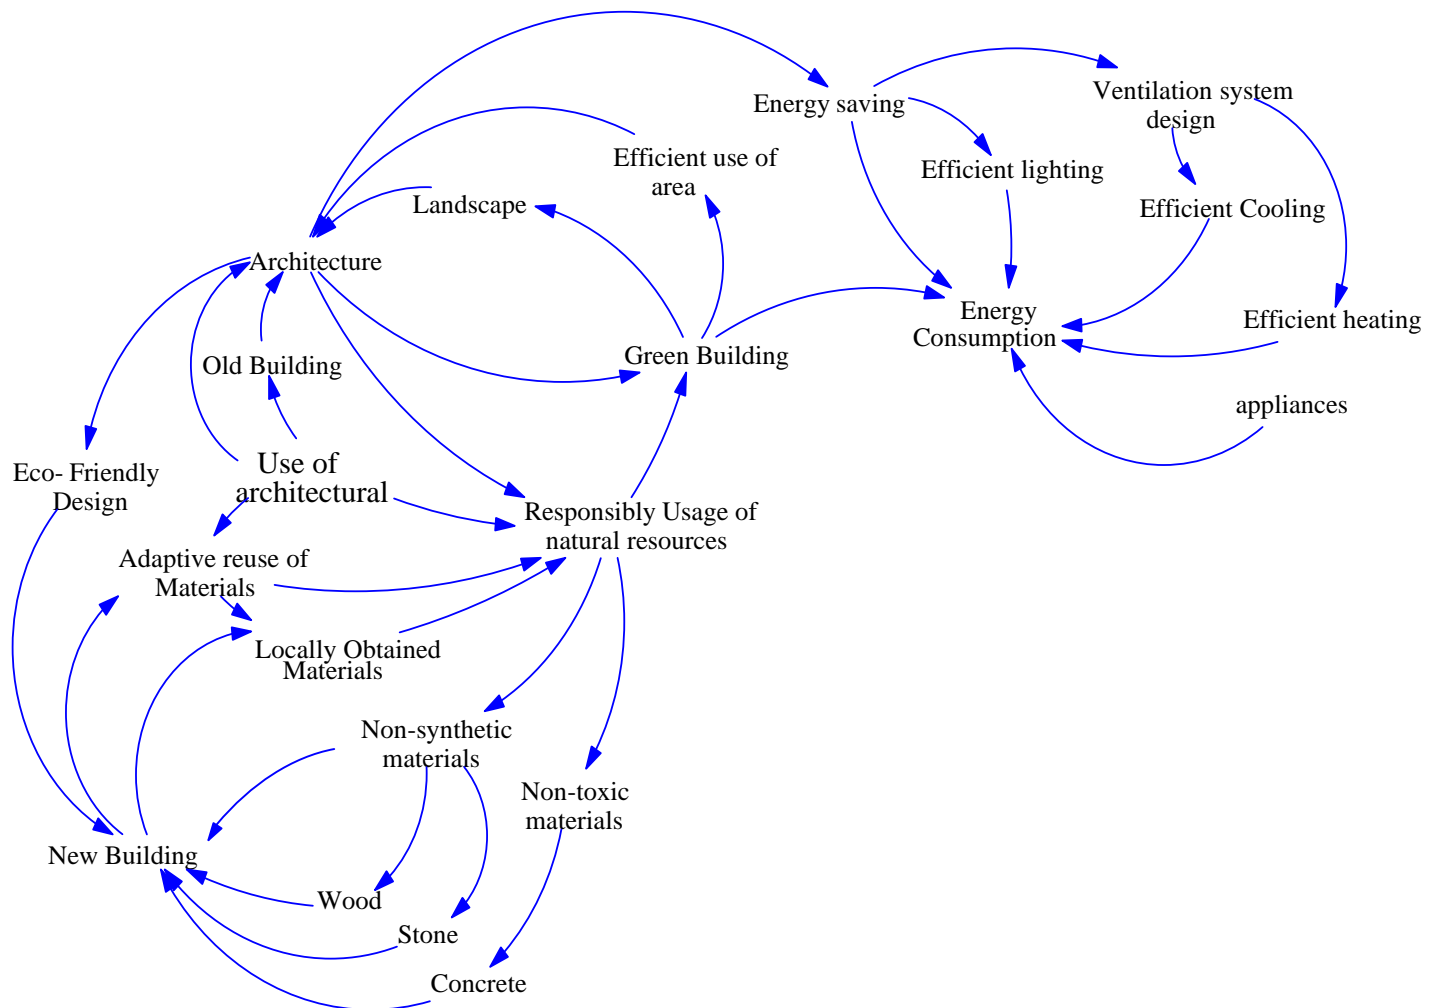 Energy saving
Ventilation system
design
Efficient use of
area
Efficient lighting
Landscape
Efficient Cooling
Architecture
Energy
Consumption
Efficient heating
Green Building
Old Building
appliances
Eco- Friendly
Design
Use of
architectural
Responsibly Usage of
natural resources
Adaptive reuse of
Materials
Locally Obtained
Materials
Non-synthetic
materials
Non-toxic
materials
New Building
Wood
Stone
Concrete